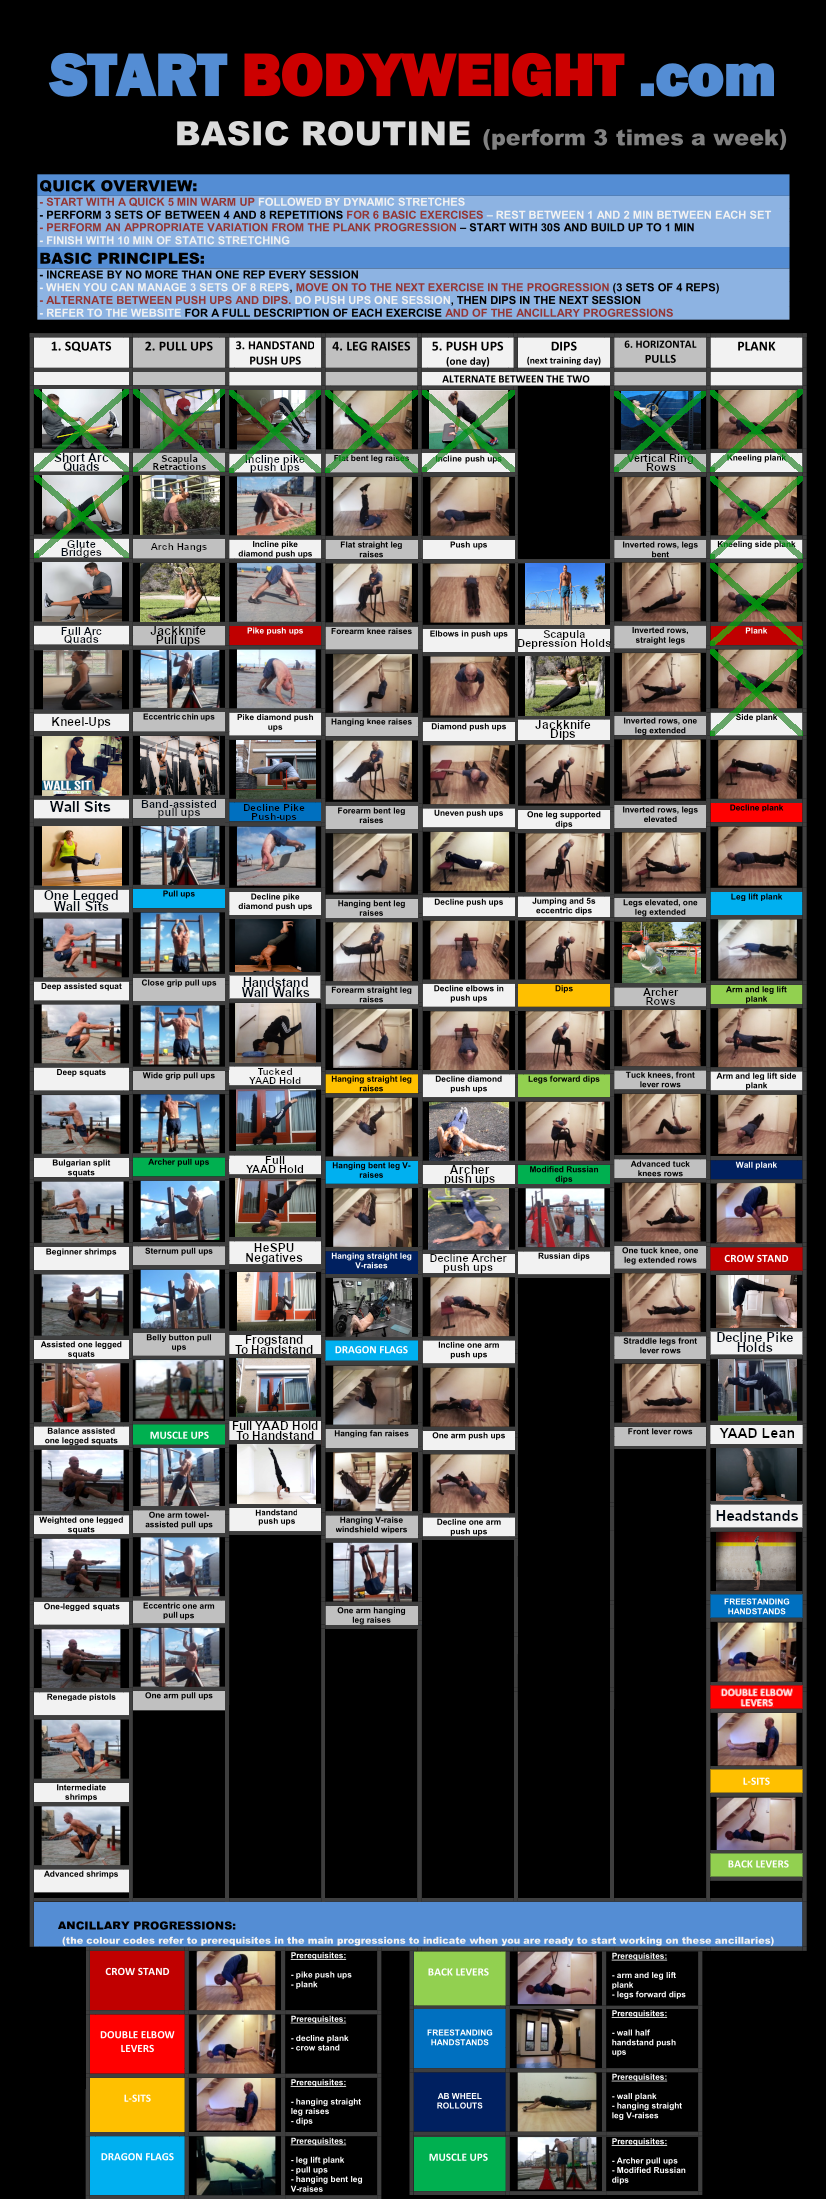 START BODYWEIGHT .com
BASIC ROUTINE (perform 3 times a week)
QUICK OVERVIEW:
- START WITH A QUICK 5 MIN WARM UP FOLLOWED BY DYNAMIC STRETCHES
- PERFORM 3 SETS OF BETWEEN 4 AND 8 REPETITIONS FOR 6 BASIC EXERCISES – REST BETWEEN 1 AND 2 MIN BETWEEN EACH SET
- PERFORM AN APPROPRIATE VARIATION FROM THE PLANK PROGRESSION – START WITH 30S AND BUILD UP TO 1 MIN
- FINISH WITH 10 MIN OF STATIC STRETCHING
BASIC PRINCIPLES:
- INCREASE BY NO MORE THAN ONE REP EVERY SESSION
- WHEN YOU CAN MANAGE 3 SETS OF 8 REPS, MOVE ON TO THE NEXT EXERCISE IN THE PROGRESSION (3 SETS OF 4 REPS)
- ALTERNATE BETWEEN PUSH UPS AND DIPS. DO PUSH UPS ONE SESSION, THEN DIPS IN THE NEXT SESSION
- REFER TO THE WEBSITE FOR A FULL DESCRIPTION OF EACH EXERCISE AND OF THE ANCILLARY PROGRESSIONS
1. SQUATS
Short Arc
Quads
Glute
Bridges
Full Arc
Quads
Kneel-Ups
WALL SIT
Wall Sits
One Legged
Wall Sits
Deep assisted squat
Deep squats
Bulgarian split
squats
Beginner shrimps
Assisted one legged
squats
Balance assisted
one legged squats
Weighted one legged
squats
One-legged squats
Renegade pistols
Intermediate
shrimps
Advanced shrimps
2. PULL UPS
Scapula
Retractions
Arch Hangs
Jackknife
Pull ups
Eccentric chin ups
Band-assisted
pull ups
Pull ups
Close grip pull ups
Wide grip pull ups
Archer pull ups
Sternum pull ups
Belly button pull
ups
MUSCLE UPS
One arm towel-
assisted pull ups
Eccentric one arm
pull ups
One arm pull ups
3. HANDSTAND
PUSH UPS
Incline pike
push ups
Incline pike
diamond push ups
Pike push ups
Pike diamond push
ups
Decline Pike
Push-ups
Decline pike
diamond push ups
Handstand
Wall Walks
Tucked
YAAD Hold
Full
YAAD Hold
HeSPU
Negatives
Frogstand
To Handstand
Full YAAD Hold
To Handstand
Handstand
push ups
4. LEG RAISES
Flat bent leg raises
Flat straight leg
raises
Forearm knee raises
Hanging knee raises
Forearm bent leg
raises
Hanging bent leg
raises
Forearm straight leg
raises
Hanging straight leg
raises
Hanging bent leg V-
raises
Hanging straight leg
V-raises
DRAGON FLAGS
Hanging fan raises
Hanging V-raise
windshield wipers
One arm hanging
leg raises
5. PUSH UPS
(one day)
ALTERNATE BETWEEN THE TWO
Incline push ups
Push ups
Elbows in push ups
Diamond push ups
Uneven push ups
Decline push ups
Decline elbows in
push ups
Decline diamond
push ups
Archer
push ups
Decline Archer
push ups
Incline one arm
push ups
One arm push ups
Decline one arm
push ups
DIPS
(next training day)
Scapula
Depression Holds
Jackknife
Dips
One leg supported
dips
Jumping and 5s
eccentric dips
Dips
Legs forward dips
Modified Russian
dips
Russian dips
6. HORIZONTAL
PULLS
Vertical Ring
Rows
Inverted rows, legs
bent
Inverted rows,
straight legs
Inverted rows, one
leg extended
Inverted rows, legs
elevated
Legs elevated, one
leg extended
Archer
Rows
Tuck knees, front
lever rows
Advanced tuck
knees rows
One tuck knee, one
leg extended rows
Straddle legs front
lever rows
Front lever rows
PLANK
Kneeling plank
Kneeling side plank
Plank
Side plank
Decline plank
Leg lift plank
Arm and leg lift
plank
Arm and leg lift side
plank
Wall plank
CROW STAND
Decline Pike
Holds
YAAD Lean
Headstands
FREESTANDING
HANDSTANDS
DOUBLE ELBOW
LEVERS
L-SITS
BACK LEVERS
ANCILLARY PROGRESSIONS:
(the colour codes refer to prerequisites in the main progressions to indicate when you are ready to start working on these ancillaries)
CROW STAND
Prerequisites:
- pike push ups
- plank
DOUBLE ELBOW
LEVERS
Prerequisites:
- decline plank
- crow stand
L-SITS
Prerequisites:
- hanging straight
leg raises
- dips
DRAGON FLAGS
Prerequisites:
- leg lift plank
- pull ups
- hanging bent leg
V-raises
BACK LEVERS
Prerequisites:
- arm and leg lift
plank
- legs forward dips
FREESTANDING
HANDSTANDS
Prerequisites:
- wall half
handstand push
ups
AB WHEEL
ROLLOUTS
Prerequisites:
- wall plank
- hanging straight
leg V-raises
MUSCLE UPS
Prerequisites:
- Archer pull ups
- Modified Russian
dips